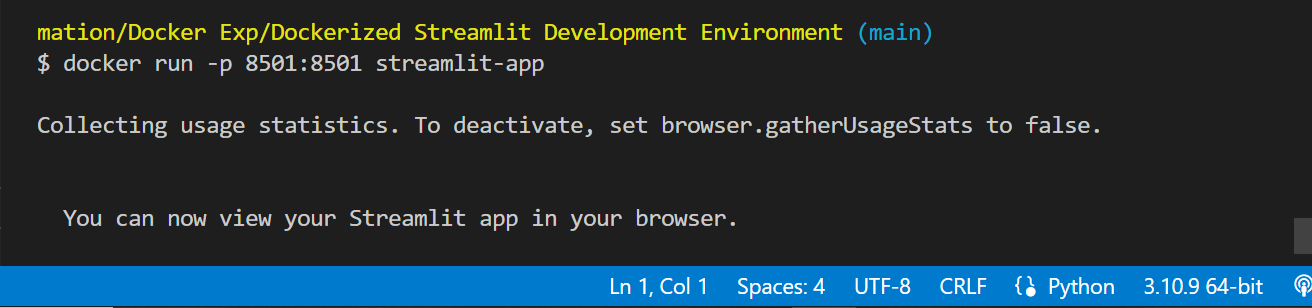 mation/Docker Exp/Dockerized Streamlit Development Environment (main)
$ docker run -p 8501:8501 streamlit-app
Collecting usage statistics. To deactivate, set browser.gatherUsageStats to false.
You can now view your Streamlit app in your browser.
Ln 1, Col 1 Spaces: 4 UTF-8 CRLF Python 3.10.9 64-bit